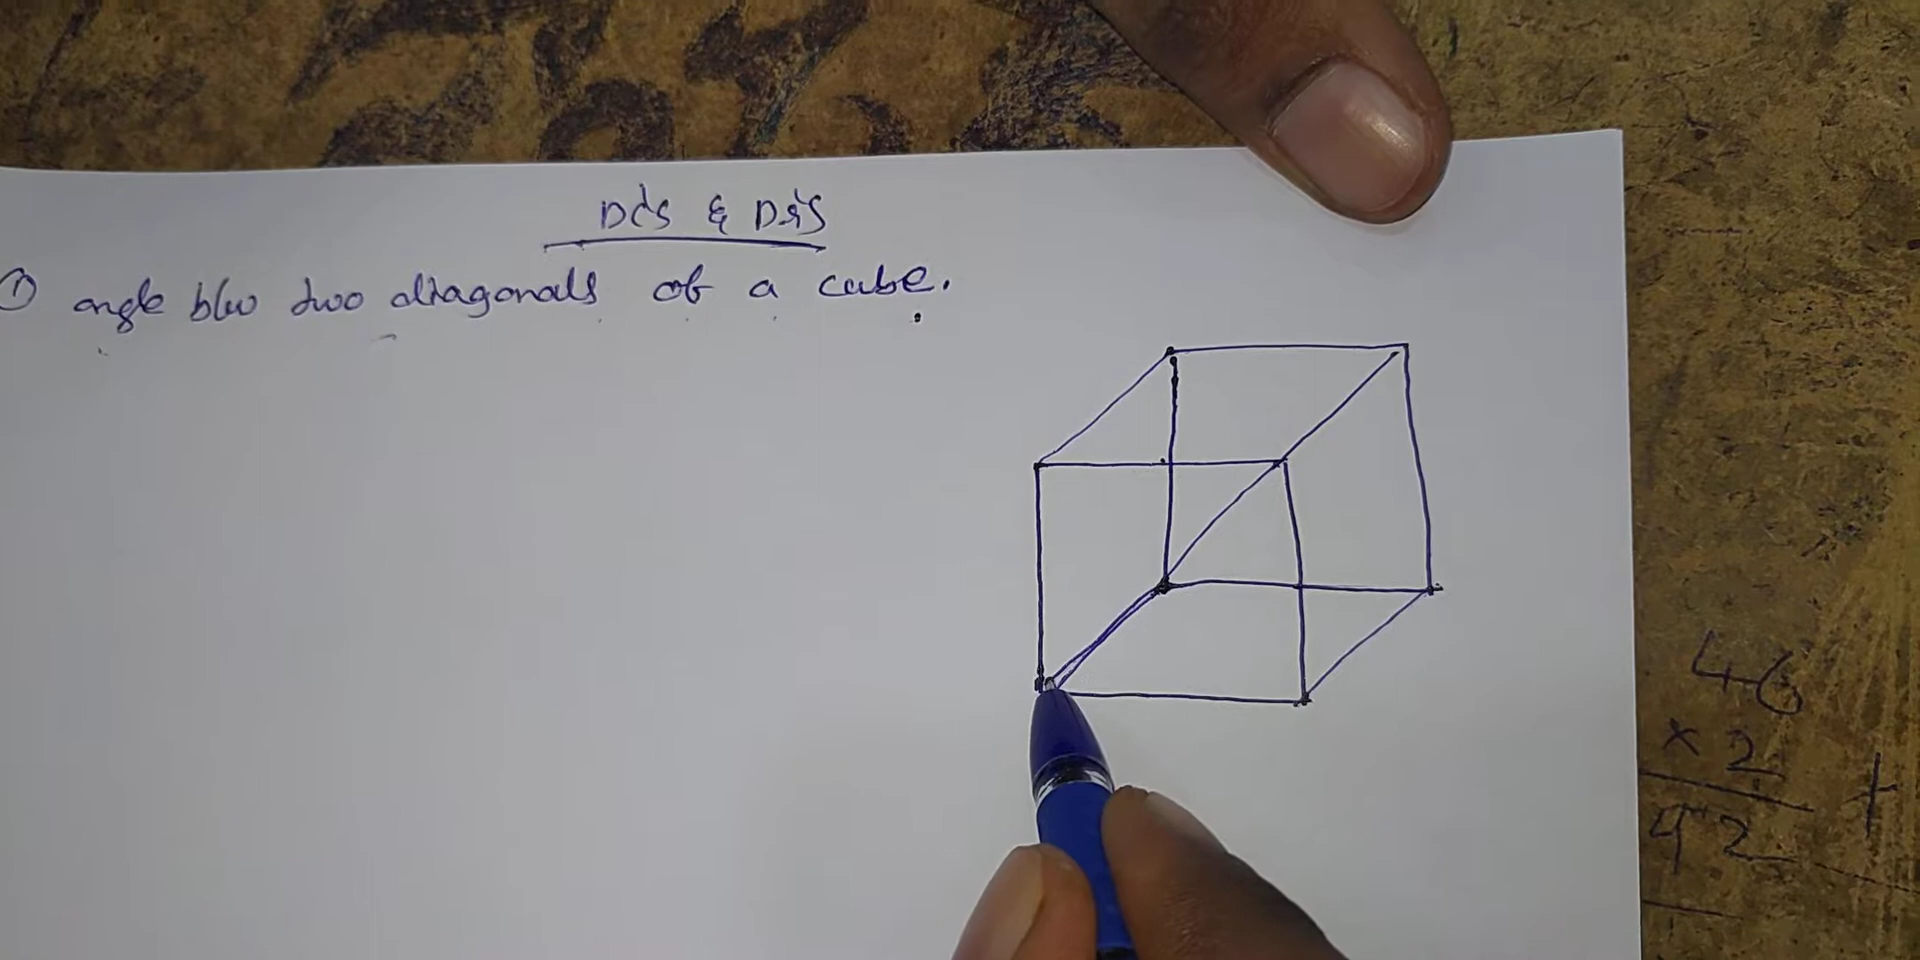 Dc's & Dr's
① angle b/w two diagonals of a cube.
46
× 2
92
+